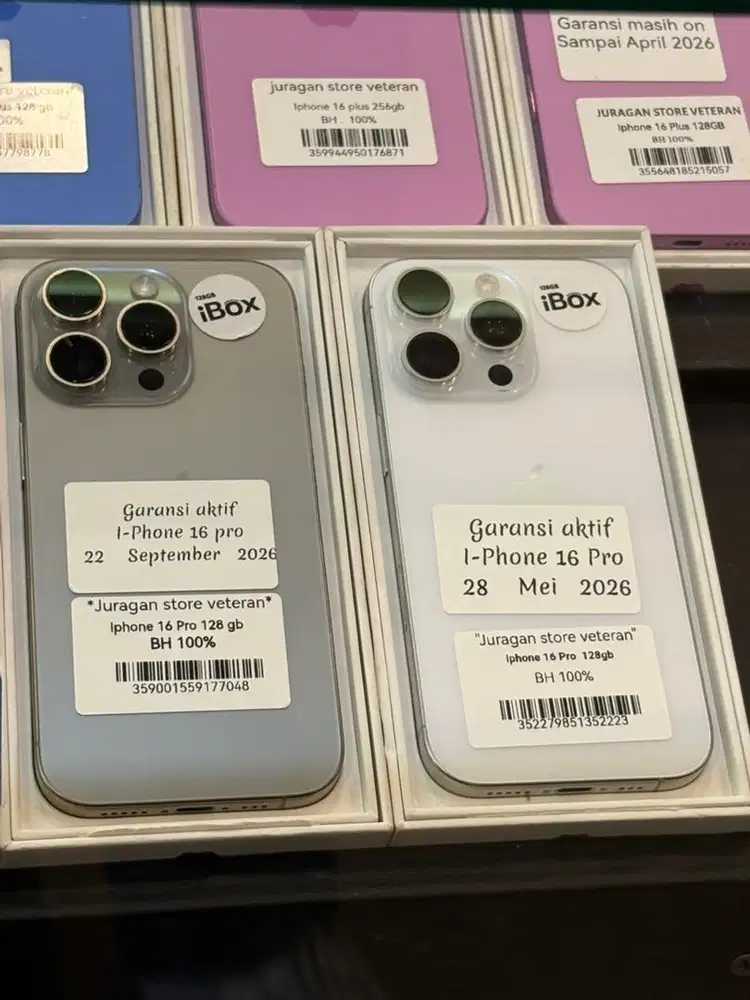 128gb
juragan store veteran
Iphone 16 plus 256gb
BH . 100%
359944950176871
Garansi masih on
Sampai April 2026
JURAGAN STORE VETERAN
Iphone 16 Plus 128GB
BH 100%
355648185215057
128GB
iBOX
Garansi aktif
I-Phone 16 pro
22 September 2026
*Juragan store veteran*
Iphone 16 Pro 128 gb
BH 100%
359001559177048
128GB
iBOX
Garansi aktif
I-Phone 16 Pro
28 Mei 2026
"Juragan store veteran"
Iphone 16 Pro 128gb
BH 100%
352279851352223